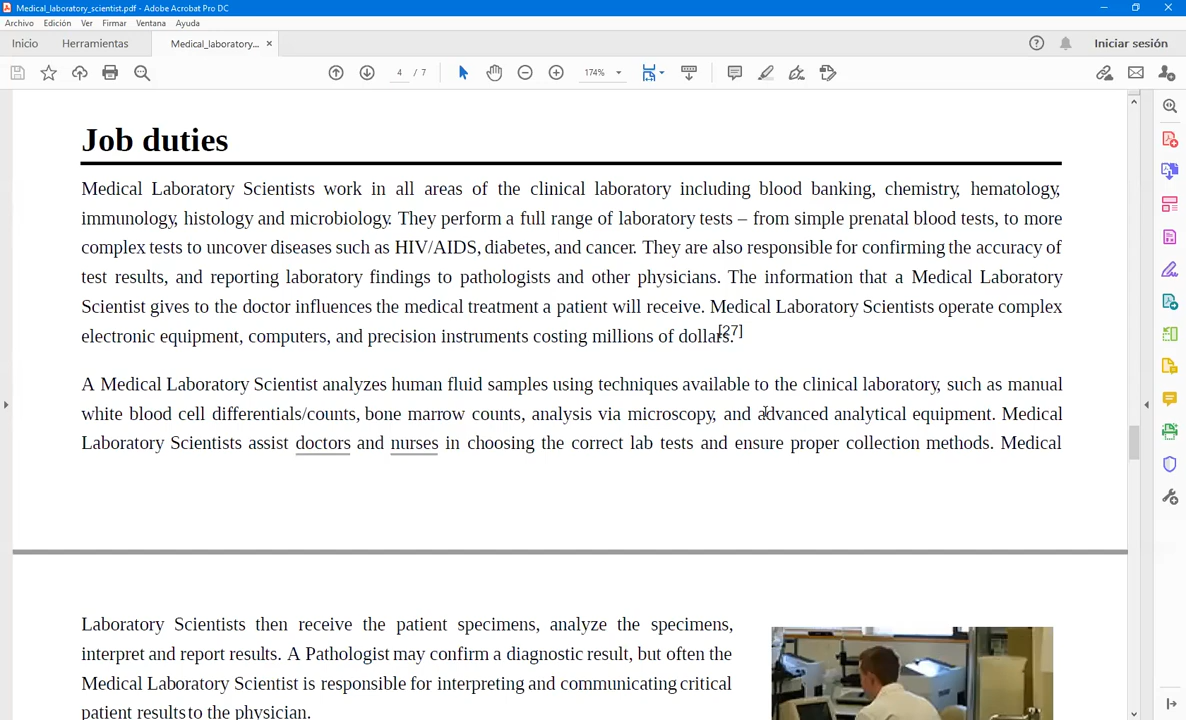 Medical_laboratory_scientist.pdf - Adobe Acrobat Pro DC
Archivo Edición Ver Firmar Ventana Ayuda
Inicio Herramientas Medical_laboratory... × Iniciar sesión
4 / 7 174%
Job duties
Medical Laboratory Scientists work in all areas of the clinical laboratory including blood banking, chemistry, hematology,
immunology, histology and microbiology. They perform a full range of laboratory tests – from simple prenatal blood tests, to more
complex tests to uncover diseases such as HIV/AIDS, diabetes, and cancer. They are also responsible for confirming the accuracy of
test results, and reporting laboratory findings to pathologists and other physicians. The information that a Medical Laboratory
Scientist gives to the doctor influences the medical treatment a patient will receive. Medical Laboratory Scientists operate complex
electronic equipment, computers, and precision instruments costing millions of dollars.[27]
A Medical Laboratory Scientist analyzes human fluid samples using techniques available to the clinical laboratory, such as manual
white blood cell differentials/counts, bone marrow counts, analysis via microscopy, and advanced analytical equipment. Medical
Laboratory Scientists assist doctors and nurses in choosing the correct lab tests and ensure proper collection methods. Medical
Laboratory Scientists then receive the patient specimens, analyze the specimens,
interpret and report results. A Pathologist may confirm a diagnostic result, but often the
Medical Laboratory Scientist is responsible for interpreting and communicating critical
patient results to the physician.